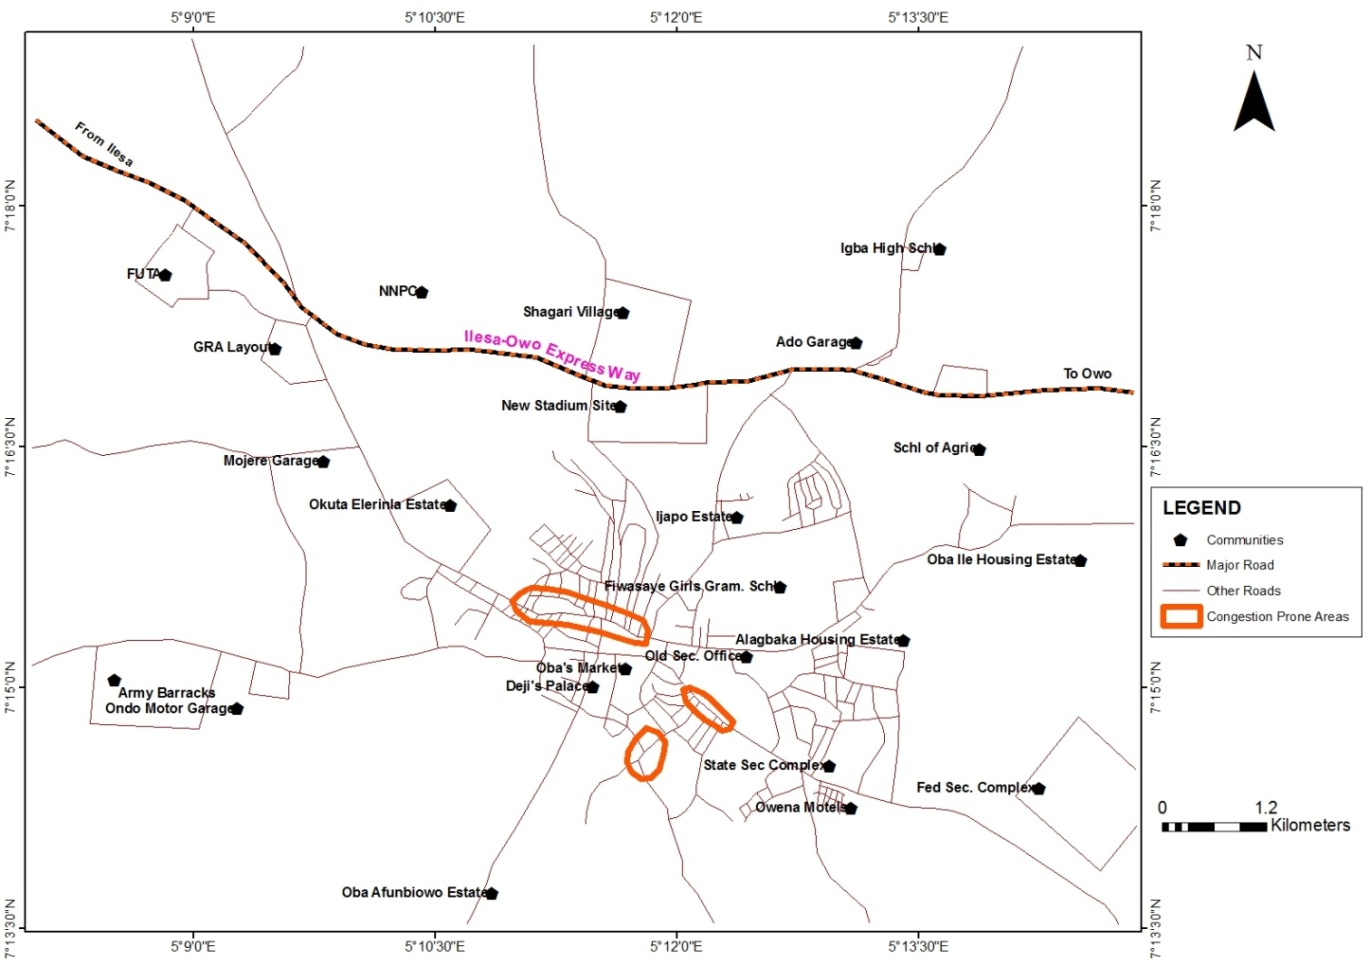 5°9'0"E
5°10'30"E
5°12'0"E
5°13'30"E
N
From Ilesa
7°18'0"N
7°18'0"N
Igba High Schl
FUTA
NNPC
Shagari Village
Ado Garage
GRA Layout
Ilesa-Owo Express Way
To Owo
New Stadium Site
7°16'30"N
7°16'30"N
Schl of Agric
Mojere Garage
Okuta Elerinla Estate
Ijapo Estate
LEGEND
Communities
Major Road
Other Roads
Congestion Prone Areas
Oba Ile Housing Estate
Fiwasaye Girls Gram. Schl
Alagbaka Housing Estate
Old Sec. Office
Oba's Market
Deji's Palace
7°15'0"N
7°15'0"N
Army Barracks
Ondo Motor Garage
State Sec Complex
Fed Sec. Complex
Owena Motels
0 1.2
Kilometers
Oba Afunbiowo Estate
7°13'30"N
7°13'30"N
5°9'0"E
5°10'30"E
5°12'0"E
5°13'30"E